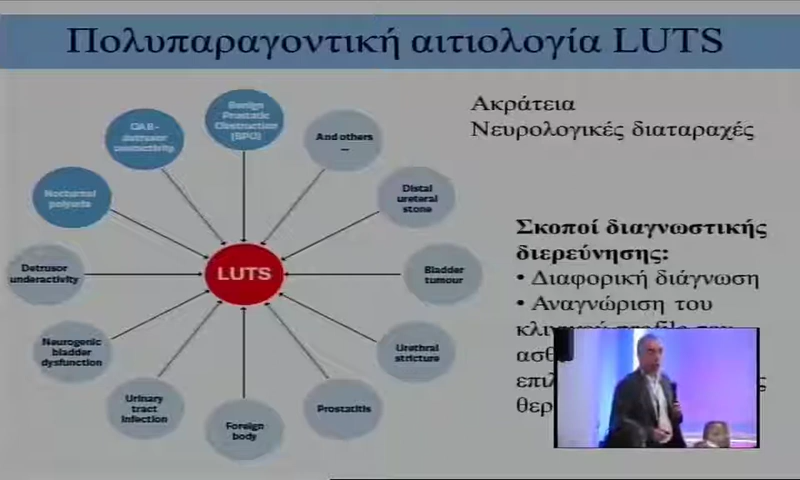 Πολυπαραγοντική αιτιολογία LUTS
Benign
Prostatic
Obstruction
(BPO)
OAB-
detrusor
overactivity
And others
...
Nocturnal
polyuria
Distal
ureteral
stone
Detrusor
underactivity
LUTS
Bladder
tumour
Neurogenic
bladder
dysfunction
Urethral
stricture
Urinary
tract
infection
Foreign
body
Prostatitis
Ακράτεια
Νευρολογικές διαταραχές
Σκοποί διαγνωστικής
διερεύνησης:
• Διαφορική διάγνωση
• Αναγνώριση του